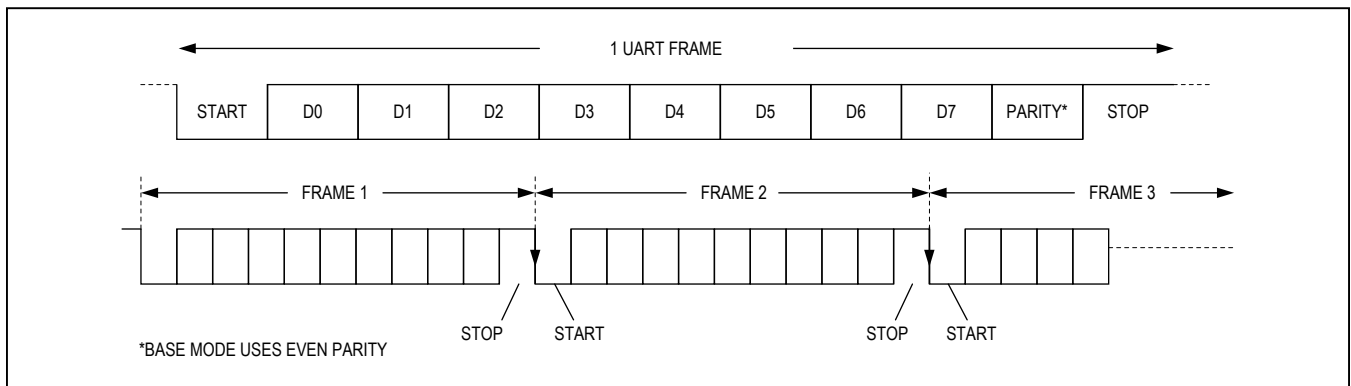 1 UART FRAME
START D0 D1 D2 D3 D4 D5 D6 D7 PARITY* STOP
FRAME 1 FRAME 2 FRAME 3
STOP START STOP START
*BASE MODE USES EVEN PARITY